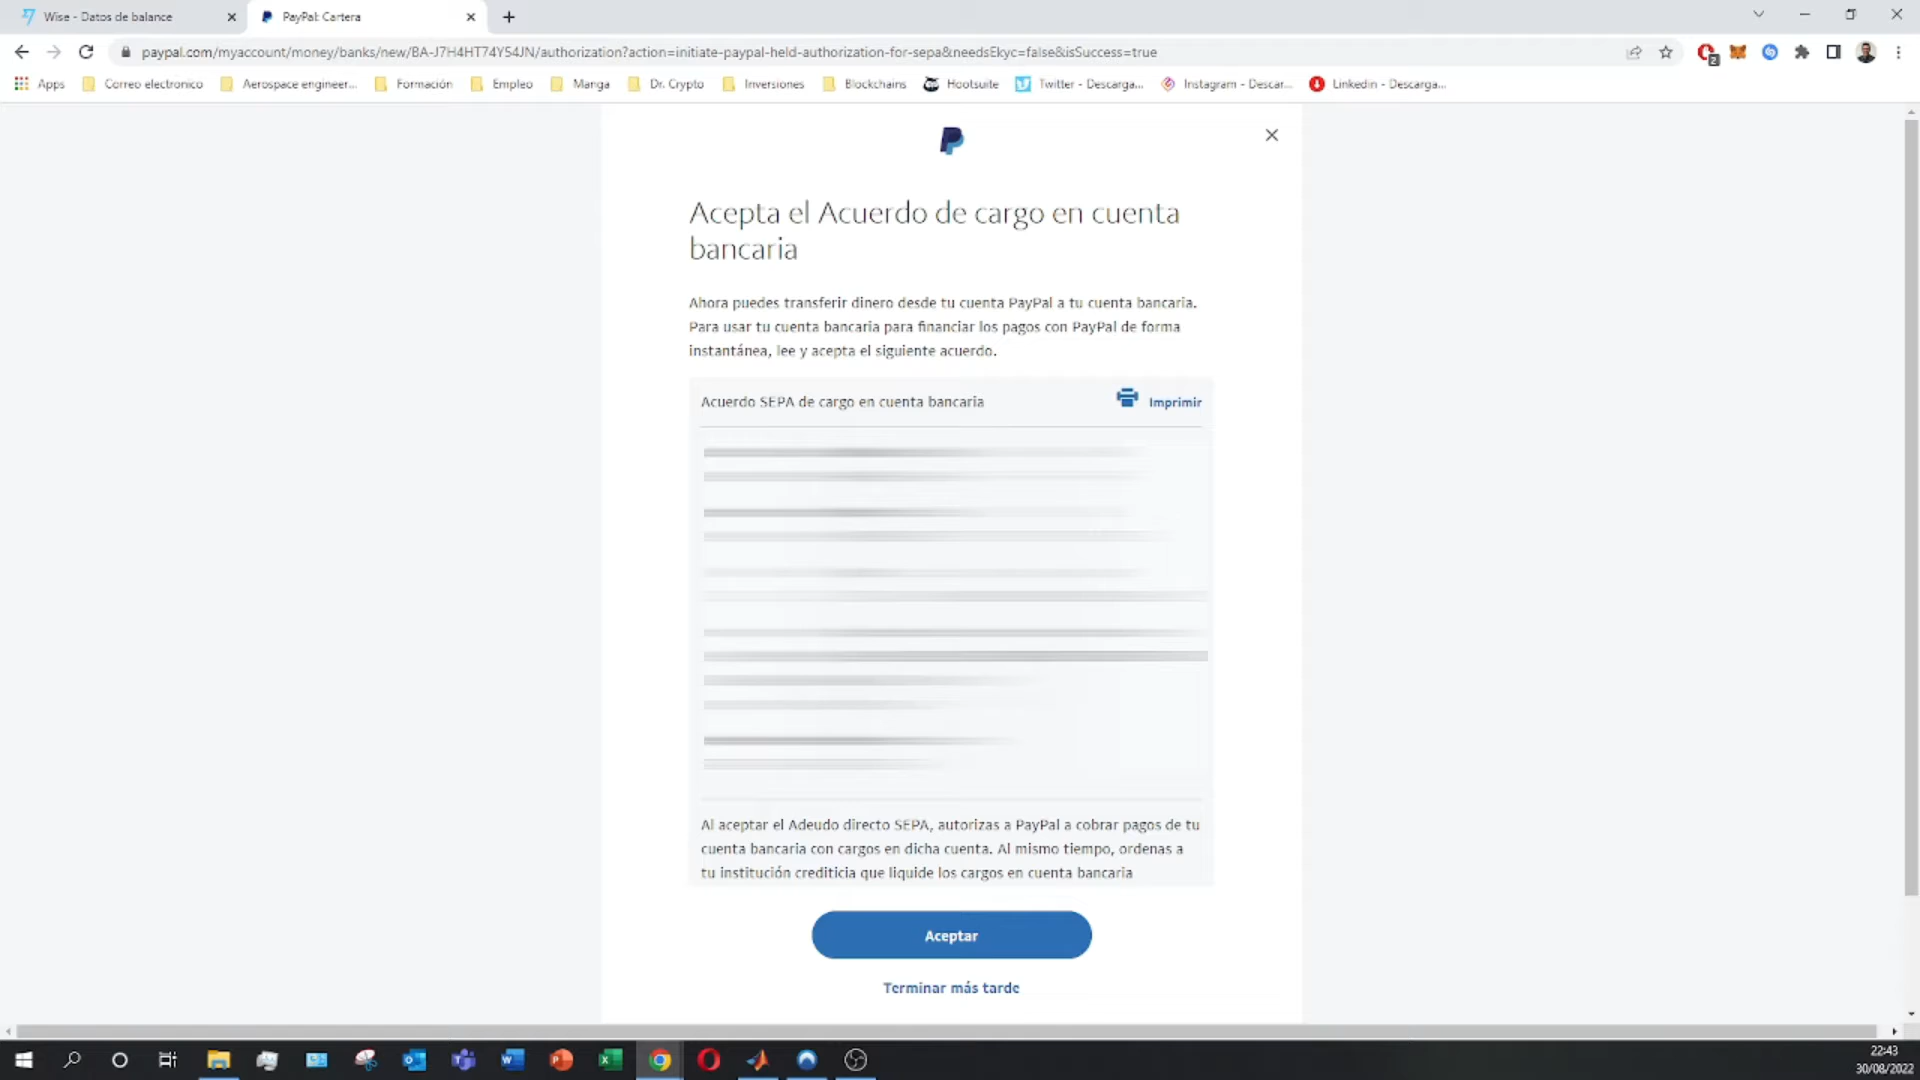 Wise - Datos de balance
PayPal: Cartera
paypal.com/myaccount/money/banks/new/BA-J7H4HT74Y54JN/authorization?action=initiate-paypal-held-authorization-for-sepa&needsEkyc=false&isSuccess=true
2
Apps Correo electronico Aerospace engineer... Formación Empleo Manga Dr. Crypto Inversiones Blockchains Hootsuite Twitter - Descarga... Instagram - Descar... Linkedin - Descarga...
Acepta el Acuerdo de cargo en cuenta
bancaria
Ahora puedes transferir dinero desde tu cuenta PayPal a tu cuenta bancaria.
Para usar tu cuenta bancaria para financiar los pagos con PayPal de forma
instantánea, lee y acepta el siguiente acuerdo.
Acuerdo SEPA de cargo en cuenta bancaria
Imprimir
Al aceptar el Adeudo directo SEPA, autorizas a PayPal a cobrar pagos de tu
cuenta bancaria con cargos en dicha cuenta. Al mismo tiempo, ordenas a
tu institución crediticia que liquide los cargos en cuenta bancaria
Aceptar
Terminar más tarde
22:43
30/08/2022